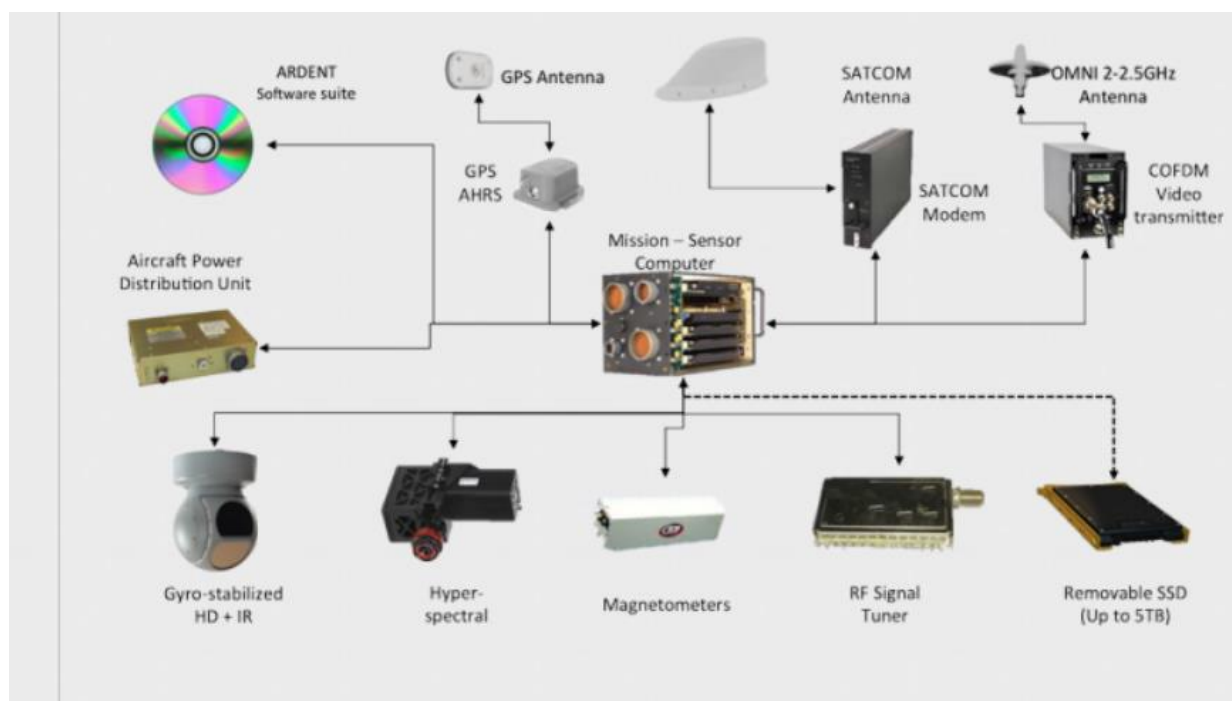 ARDENT
Software suite
GPS Antenna
SATCOM
Antenna
OMNI 2-2.5GHz
Antenna
GPS
AHRS
SATCOM
Modem
COFDM
Video
transmitter
Mission – Sensor
Computer
Aircraft Power
Distribution Unit
Gyro-stabilized
HD + IR
Hyper-
spectral
Magnetometers
RF Signal
Tuner
Removable SSD
(Up to 5TB)